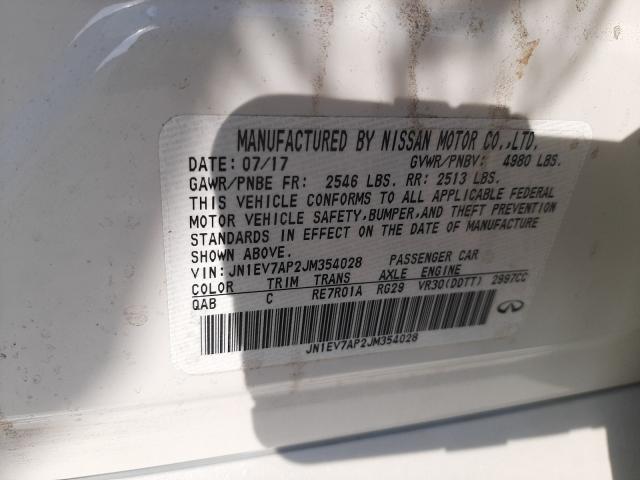 MANUFACTURED BY NISSAN MOTOR CO.,LTD.
DATE: 07/17 GVWR/PNBV: 4980 LBS.
GAWR/PNBE FR: 2546 LBS. RR: 2513 LBS.
THIS VEHICLE CONFORMS TO ALL APPLICABLE FEDERAL
MOTOR VEHICLE SAFETY,BUMPER,AND THEFT PREVENTION
STANDARDS IN EFFECT ON THE DATE OF MANUFACTURE
SHOWN ABOVE.
VIN: JN1EV7AP2JM354028 PASSENGER CAR
COLOR TRIM TRANS AXLE ENGINE
QAB C RE7R01A RG29 VR30(DDTT) 2997CC
JN1EV7AP2JM354028